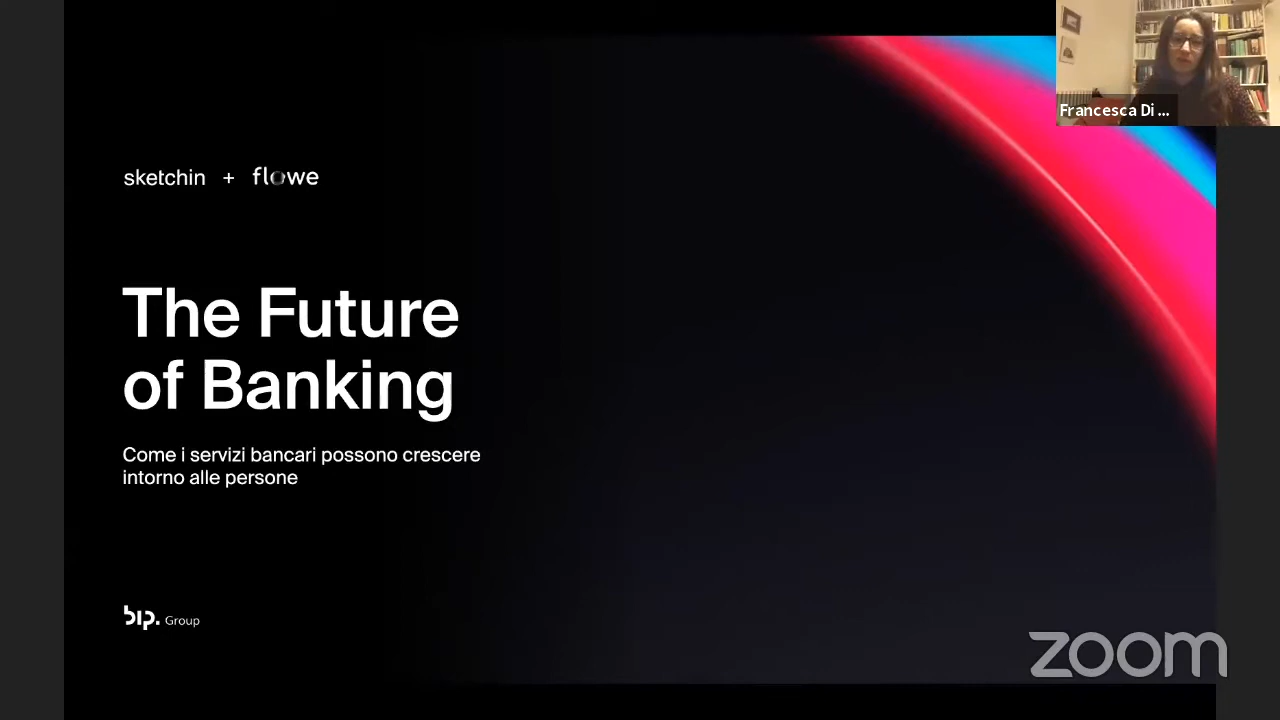 Francesca Di ...
sketchin + flowe
The Future
of Banking
Come i servizi bancari possono crescere
intorno alle persone
bip. Group
zoom